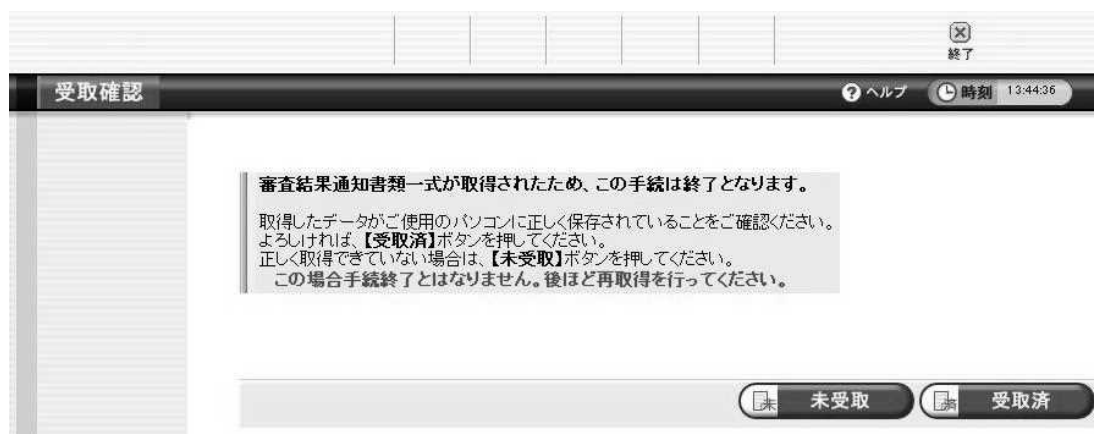 終了
受取確認
ヘルプ
時刻 13:44:36
審査結果通知書類一式が取得されたため、この手続は終了となります。
取得したデータがご使用のパソコンに正しく保存されていることをご確認ください。
よろしければ、【受取済】ボタンを押してください。
正しく取得できていない場合は、【未受取】ボタンを押してください。
この場合手続終了とはなりません。後ほど再取得を行ってください。
未 未受取
済 受取済